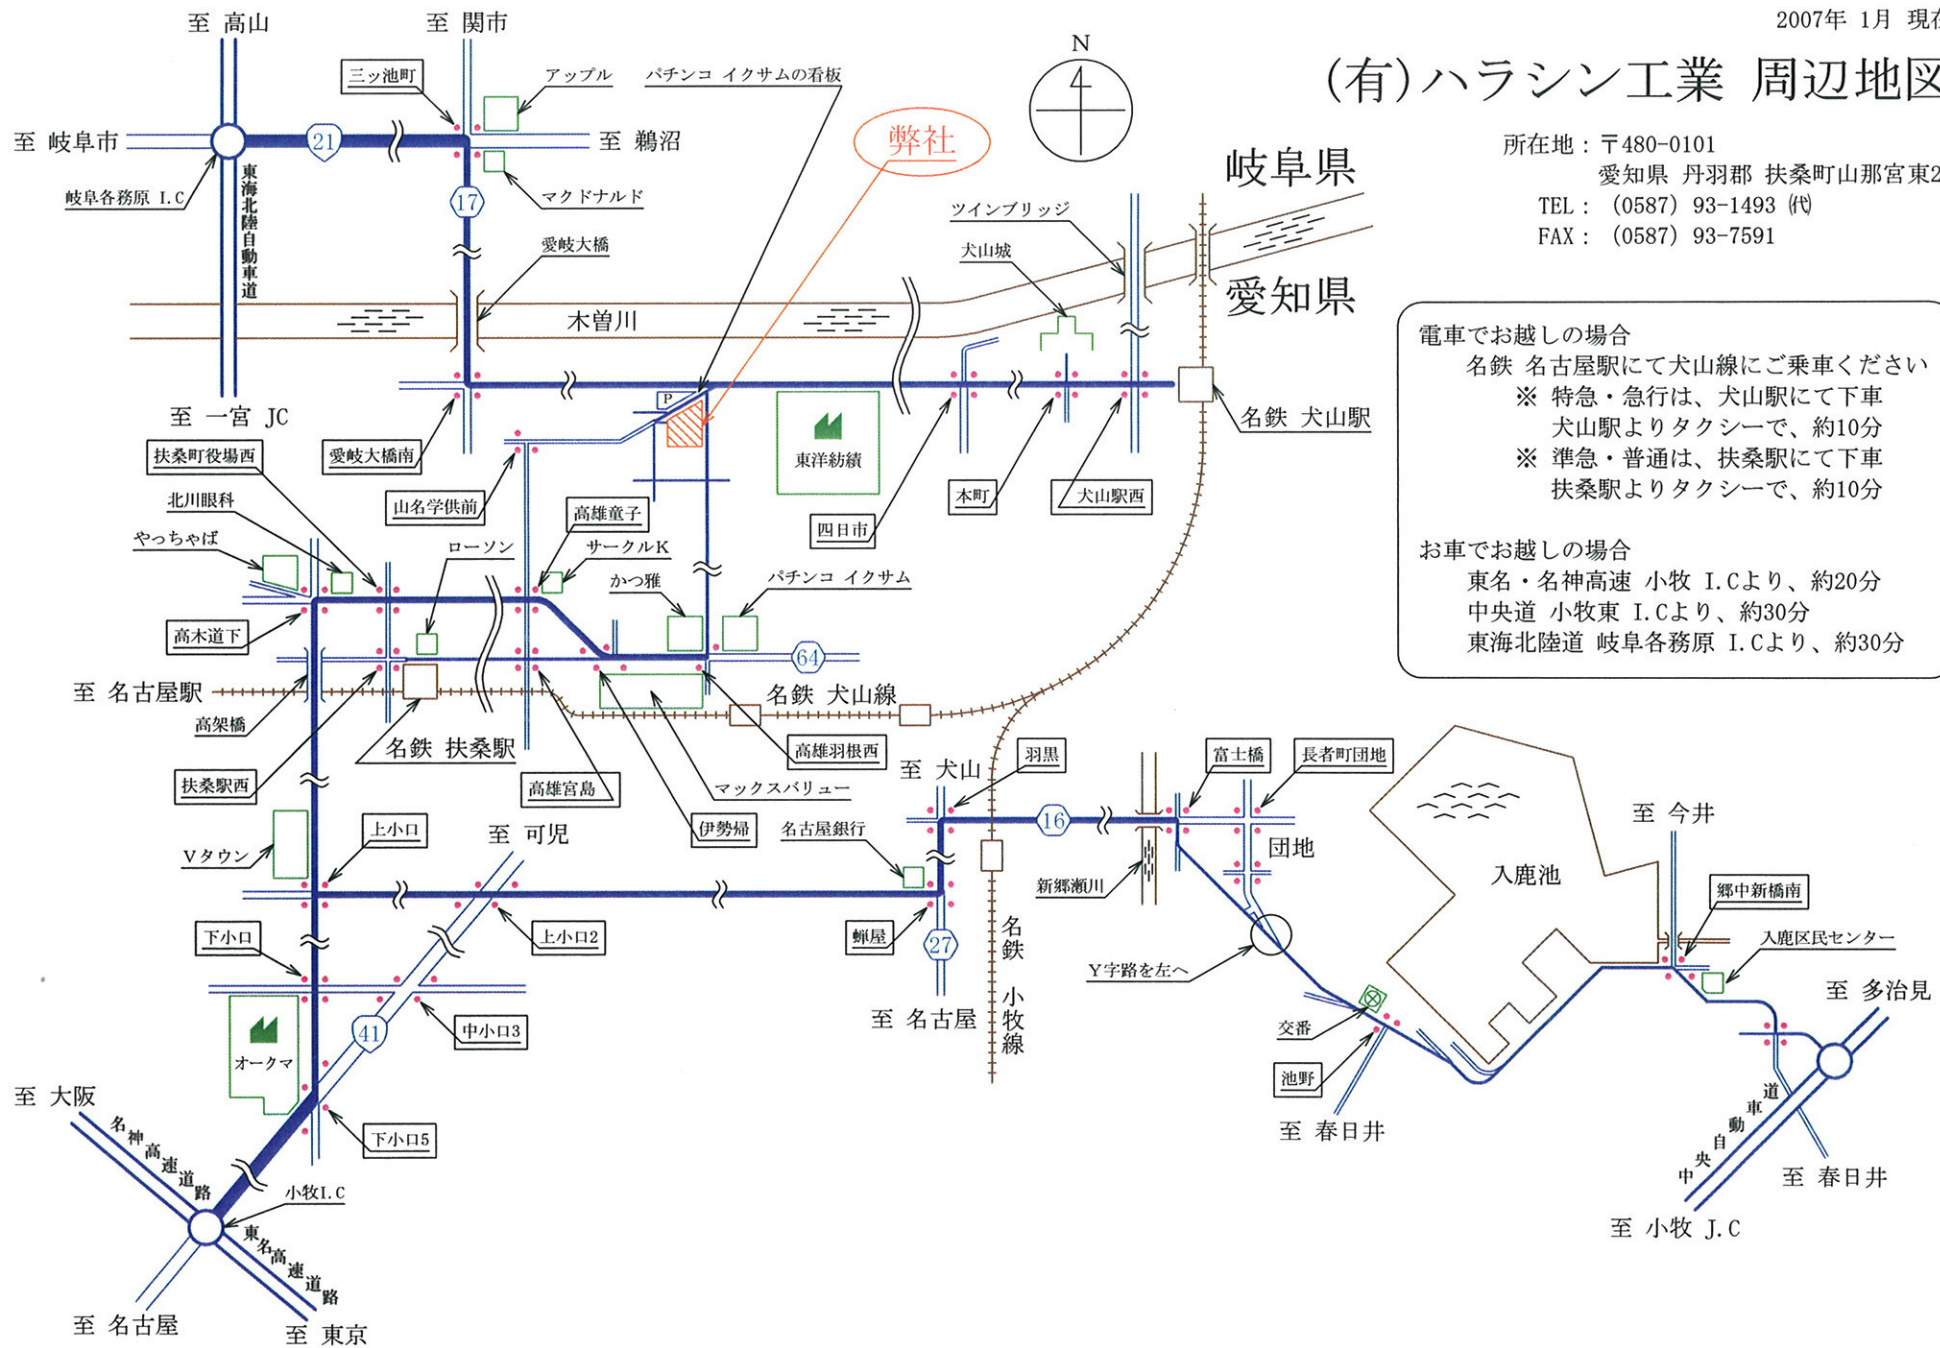 2007年 1月 現在
(有)ハラシン工業 周辺地図
所在地：〒480-0101
愛知県 丹羽郡 扶桑町山那宮東2
TEL： (0587) 93-1493 ㈹
FAX： (0587) 93-7591
電車でお越しの場合
名鉄 名古屋駅にて犬山線にご乗車ください
※ 特急・急行は、犬山駅にて下車
犬山駅よりタクシーで、約10分
※ 準急・普通は、扶桑駅にて下車
扶桑駅よりタクシーで、約10分
お車でお越しの場合
東名・名神高速 小牧 I.Cより、約20分
中央道 小牧東 I.Cより、約30分
東海北陸道 岐阜各務原 I.Cより、約30分
至 高山
至 関市
三ッ池町
アップル
パチンコ イクサムの看板
N
至 岐阜市
21
至 鵜沼
弊社
岐阜各務原 I.C
東海北陸自動車道
17
マクドナルド
愛岐大橋
ツインブリッジ
犬山城
岐阜県
愛知県
木曽川
至 一宮 JC
P
名鉄 犬山駅
扶桑町役場西
愛岐大橋南
東洋紡績
北川眼科
山名学供前
高雄童子
四日市
本町
犬山駅西
やっちゃば
ローソン
サークルK
かつ雅
パチンコ イクサム
高木道下
64
至 名古屋駅
名鉄 犬山線
高架橋
名鉄 扶桑駅
高雄羽根西
扶桑駅西
高雄宮島
マックスバリュー
至 犬山
羽黒
富士橋
長者町団地
伊勢帰
名古屋銀行
16
至 今井
上小口
至 可児
団地
Vタウン
新郷瀬川
入鹿池
郷中新橋南
下小口
上小口2
蝉屋
27
名鉄 小牧線
Y字路を左へ
入鹿区民センター
至 多治見
41
中小口3
至 名古屋
交番
オークマ
池野
至 大阪
名神高速道路
下小口5
至 春日井
中央自動車道
至 春日井
小牧I.C
至 小牧 J.C
東名高速道路
至 名古屋
至 東京